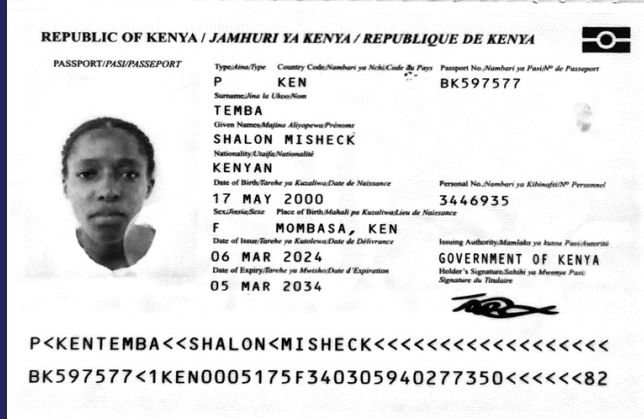 REPUBLIC OF KENYA / JAMHURI YA KENYA / REPUBLIQUE DE KENYA
PASSPORT/PASI/PASSEPORT
Type/Aina/Type Country Code/Nambari ya Nchi/Code du Pays Passport No./Nambari ya Pasi/Nº de Passeport
P KEN BK597577
Surname/Jina la Ukoo/Nom
TEMBA
Given Names/Majina Aliyopewa/Prénoms
SHALON MISHECK
Nationality/Utaifa/Nationalité
KENYAN
Date of Birth/Tarehe ya Kuzaliwa/Date de Naissance Personal No./Nambari ya Kibinafsi/Nº Personnel
17 MAY 2000 3446935
Sex/Jinsia/Sexe Place of Birth/Mahali pa Kuzaliwa/Lieu de Naissance
F MOMBASA, KEN
Date of Issue/Tarehe ya Kutolewa/Date de Délivrance Issuing Authority/Mamlaka ya kutoa Pasi/Autorité
06 MAR 2024 GOVERNMENT OF KENYA
Date of Expiry/Tarehe ya Mwisho/Date d'Expiration Holder's Signature/Sahihi ya Mwenye Pasi/
Signature du Titulaire
05 MAR 2034
P<KENTEMBA<<SHALON<MISHECK<<<<<<<<<<<<<<<<<<
BK597577<1KEN0005175F340305940277350<<<<<<82